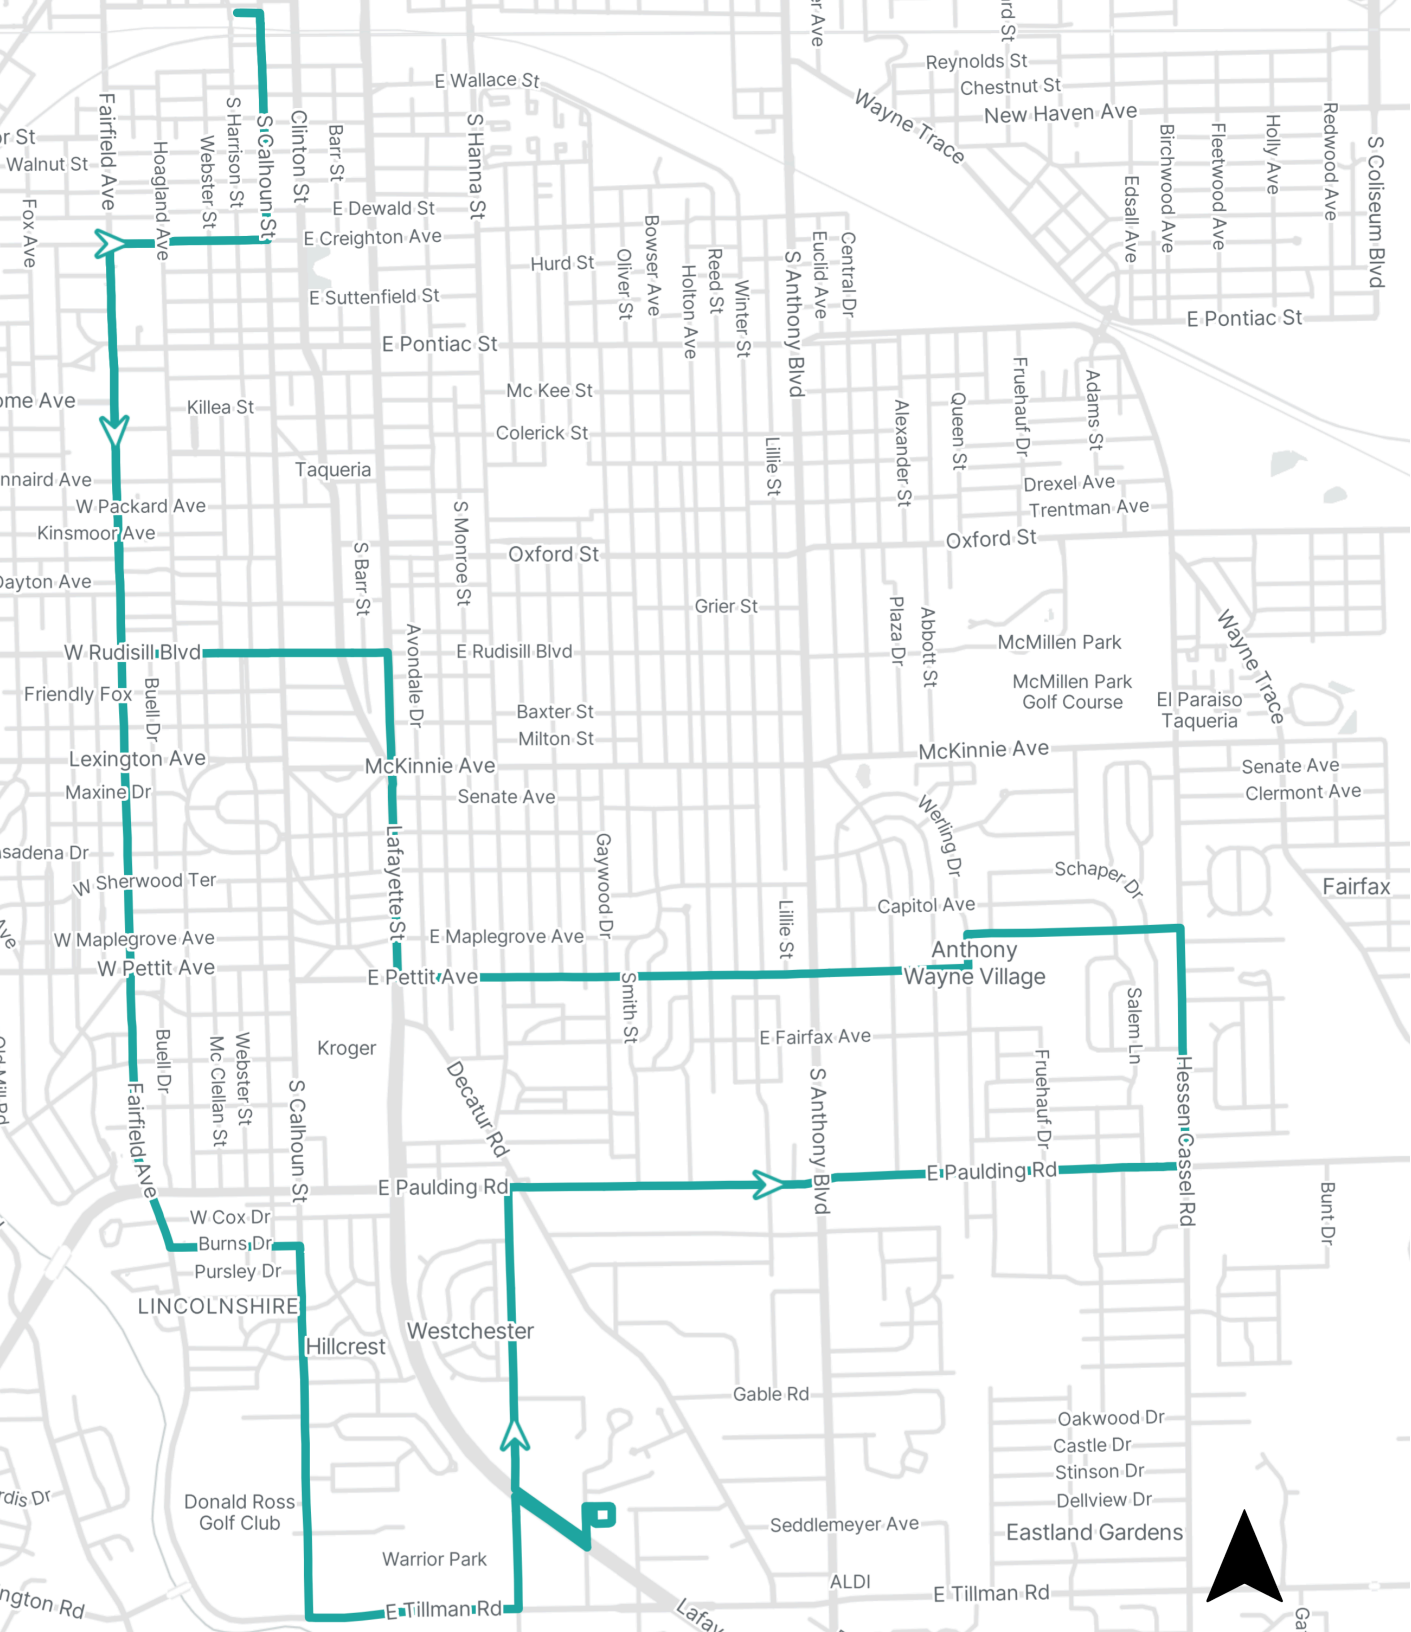 Reynolds St
Chestnut St
E Wallace St
New Haven Ave
Wayne Trace
Fairfield Ave
S Harrison St
S Calhoun St
Clinton St
Barr St
S Hanna St
Walnut St
Hoagland Ave
Webster St
Birchwood Ave
Fleetwood Ave
Holly Ave
Redwood Ave
S Coliseum Blvd
Edsall Ave
Fox Ave
E Dewald St
E Creighton Ave
Hurd St
Oliver St
Bowser Ave
Holton Ave
Reed St
Winter St
S Anthony Blvd
Euclid Ave
Central Dr
E Suttenfield St
E Pontiac St
E Pontiac St
Mc Kee St
Killea St
Colerick St
Fruehauf Dr
Adams St
Queen St
Alexander St
Lillie St
Taqueria
Drexel Ave
W Packard Ave
Trentman Ave
Kinsmoor Ave
S Monroe St
Oxford St
Oxford St
S Barr St
Dayton Ave
Grier St
Plaza Dr
Abbott St
Wayne Trace
McMillen Park
W Rudisill Blvd
Avondale Dr
E Rudisill Blvd
McMillen Park
Golf Course
Friendly Fox
Buell Dr
El Paraiso
Taqueria
Baxter St
Milton St
McKinnie Ave
Lexington Ave
McKinnie Ave
Senate Ave
Maxine Dr
Senate Ave
Clermont Ave
Werling Dr
Lafayette St
Gaywood Dr
W Sherwood Ter
Schaper Dr
Fairfax
Capitol Ave
Lillie St
W Maplegrove Ave
E Maplegrove Ave
Anthony
Wayne Village
W Pettit Ave
E Pettit Ave
Smith St
Salem Ln
E Fairfax Ave
Buell Dr
Mc Clellan St
Webster St
Kroger
Decatur Rd
Fruehauf Dr
Hessen Cassel Rd
Fairfield Ave
S Calhoun St
S Anthony Blvd
E Paulding Rd
E Paulding Rd
Bunt Dr
W Cox Dr
Burns Dr
Pursley Dr
LINCOLNSHIRE
Hillcrest
Westchester
Gable Rd
Oakwood Dr
Castle Dr
Stinson Dr
Dellview Dr
Donald Ross
Golf Club
Seddlemeyer Ave
Eastland Gardens
Warrior Park
ALDI
E Tillman Rd
E Tillman Rd